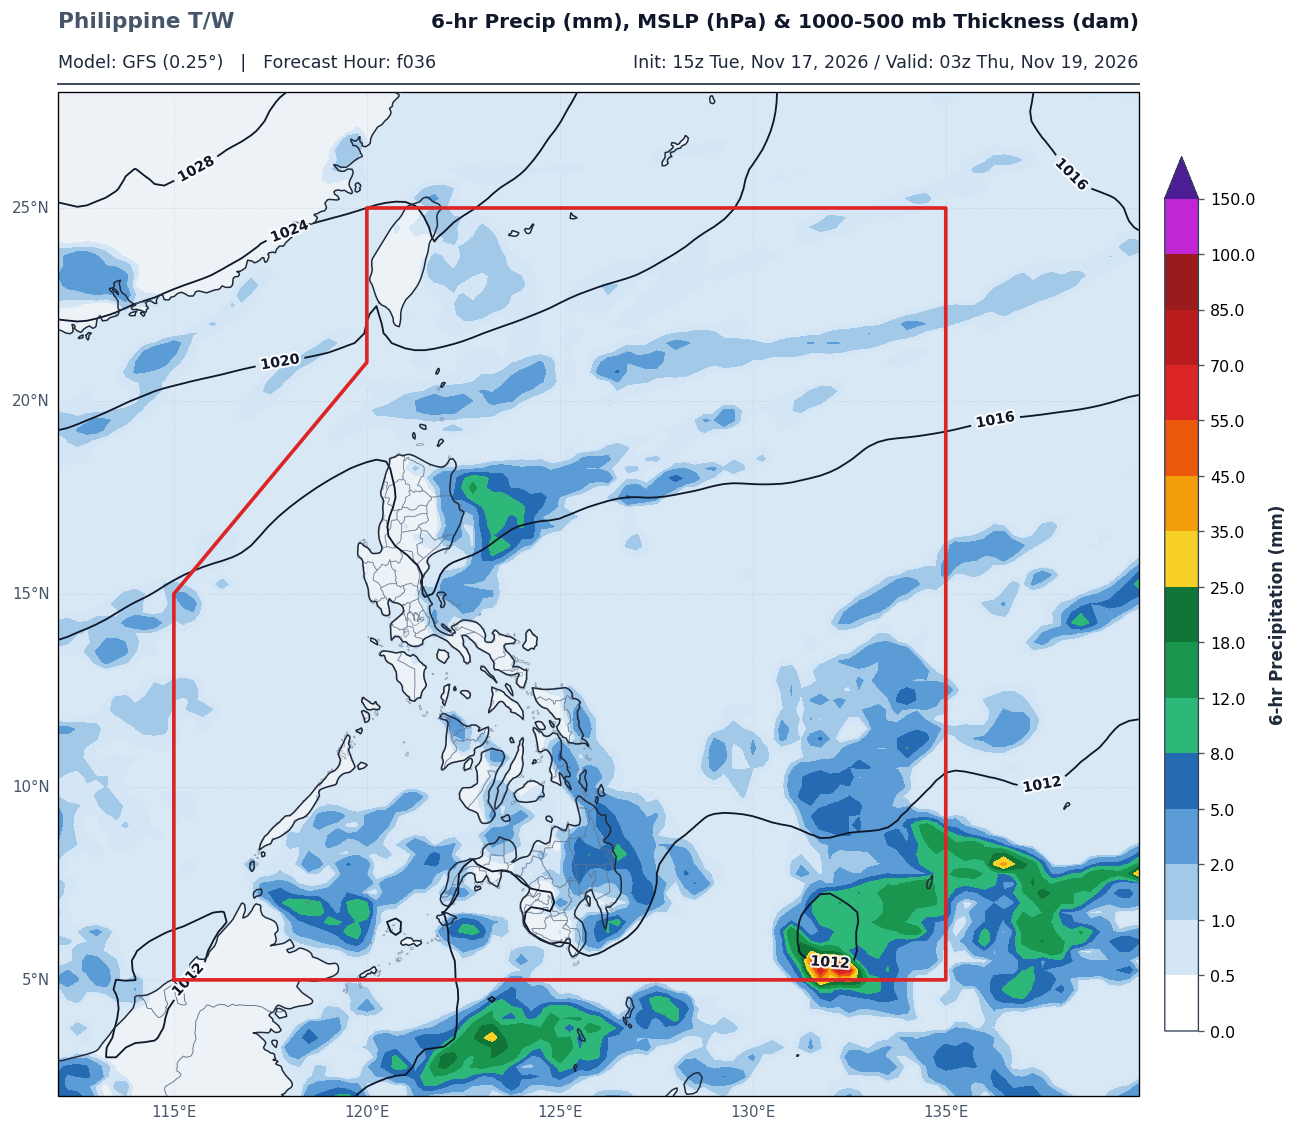 Philippine T/W
6-hr Precip (mm), MSLP (hPa) & 1000-500 mb Thickness (dam)
Model: GFS (0.25°) | Forecast Hour: f036
Init: 15z Tue, Nov 17, 2026 / Valid: 03z Thu, Nov 19, 2026
1028
1016
1024
1020
1016
1012
1012
1012
25°N
20°N
15°N
10°N
5°N
115°E
120°E
125°E
130°E
135°E
150.0
100.0
85.0
70.0
55.0
45.0
35.0
25.0
18.0
12.0
8.0
5.0
2.0
1.0
0.5
0.0
6-hr Precipitation (mm)